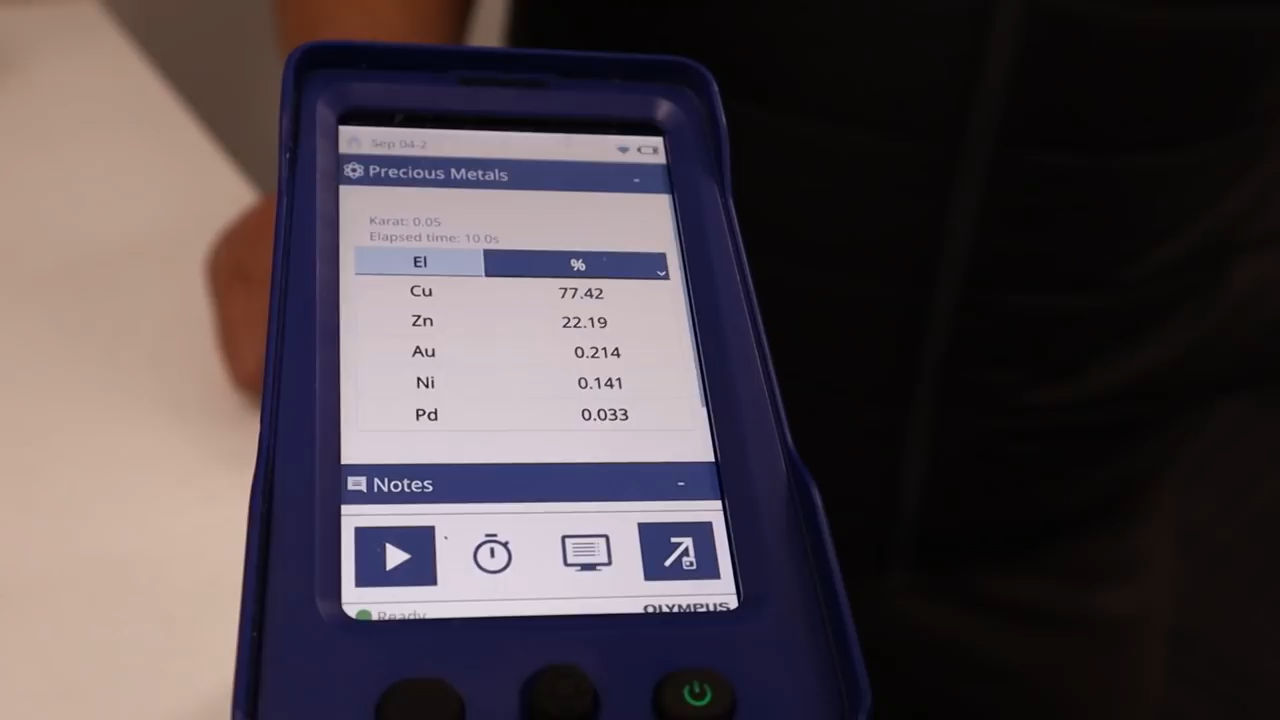 Sep 04-2
Precious Metals -
Karat: 0.05
Elapsed time: 10.0s
El %
Cu 77.42
Zn 22.19
Au 0.214
Ni 0.141
Pd 0.033
Notes -
Ready OLYMPUS